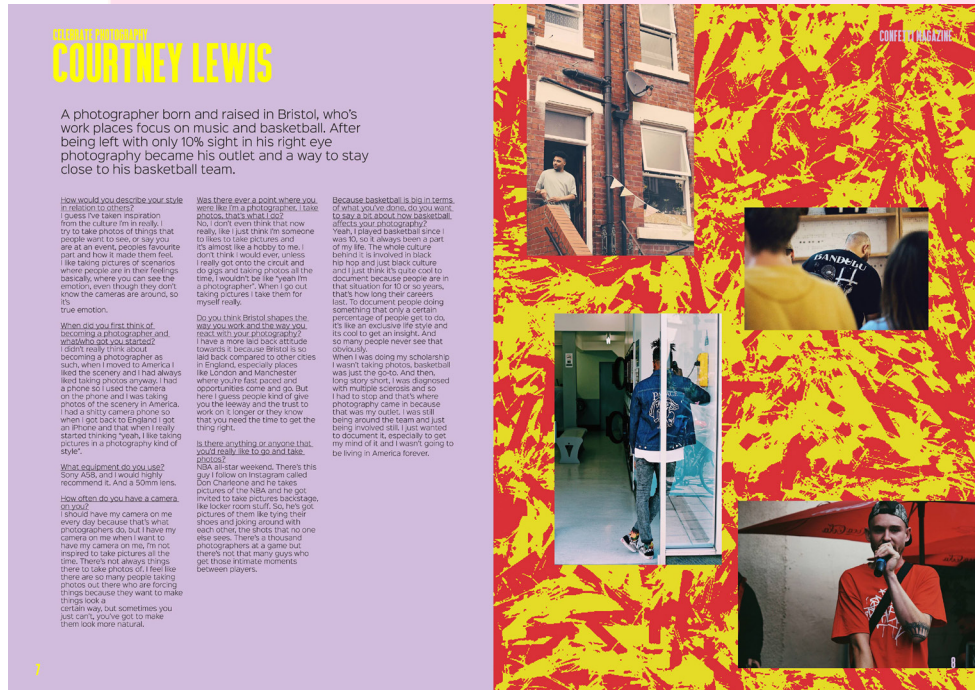 CELEBRATE PHOTOGRAPHY
COURTNEY LEWIS
A photographer born and raised in Bristol, who's
work places focus on music and basketball. After
being left with only 10% sight in his right eye
photography became his outlet and a way to stay
close to his basketball team.
How would you describe your style
in relation to others?
I guess I've taken inspiration
from the culture I'm in really. I
try to take photos of things that
people want to see, or say you
are at an event, peoples favourite
part and how it made them feel.
I like taking pictures of scenarios
where people are in their feelings
basically, where you can see the
emotion, even though they don't
know the cameras are around, so
it's
true emotion.
When did you first think of
becoming a photographer and
what/who got you started?
I didn't really think about
becoming a photographer as
such, when I moved to America I
liked the scenery and I had always
liked taking photos anyway. I had
a phone so I used the camera
on the phone and I was taking
photos of the scenery in America.
I had a shitty camera phone so
when I got back to England I got
an iPhone and that when I really
started thinking "yeah, I like taking
pictures in a photography kind of
style".
What equipment do you use?
Sony A58, and I would highly
recommend it. And a 50mm lens.
How often do you have a camera
on you?
I should have my camera on me
every day because that's what
photographers do, but I have my
camera on me when I want to
have my camera on me, I'm not
inspired to take pictures all the
time. There's not always things
there to take photos of. I feel like
there are so many people taking
photos out there who are forcing
things because they want to make
things look a
certain way, but sometimes you
just can't, you've got to make
them look more natural.
Was there ever a point where you
were like I'm a photographer, I take
photos, that's what I do?
No, I don't even think that now
really, like I just think I'm someone
to likes to take pictures and
it's almost like a hobby to me. I
don't think I would ever, unless
I really got onto the circuit and
do gigs and taking photos all the
time, I wouldn't be like "yeah I'm
a photographer". When I go out
taking pictures I take them for
myself really.
Do you think Bristol shapes the
way you work and the way you
react with your photography?
I have a more laid back attitude
towards it because Bristol is so
laid back compared to other cities
in England, especially places
like London and Manchester
where you're fast paced and
opportunities come and go. But
here I guess people kind of give
you the leeway and the trust to
work on it longer or they know
that you need the time to get the
thing right.
Is there anything or anyone that
you'd really like to go and take
photos?
NBA all-star weekend. There's this
guy I follow on Instagram called
Don Charleone and he takes
pictures of the NBA and he got
invited to take pictures backstage,
like locker room stuff. So, he's got
pictures of them like tying their
shoes and joking around with
each other, the shots that no one
else sees. There's a thousand
photographers at a game but
there's not that many guys who
get those intimate moments
between players.
Because basketball is big in terms
of what you've done, do you want
to say a bit about how basketball
affects your photography?
Yeah, I played basketball since I
was 10, so it always been a part
of my life. The whole culture
behind it is involved in black
hip hop and just black culture
and I just think it's quite cool to
document because people are in
that situation for 10 or so years,
that's how long their careers
last. To document people doing
something that only a certain
percentage of people get to do,
it's like an exclusive life style and
its cool to get an insight. And so
so many people never see that
obviously.
When I was doing my scholarship
I wasn't taking photos, basketball
was just the go-to. And then,
long story short, I was diagnosed
with multiple sclerosis and so
I had to stop and that's where
photography came in because
that was my outlet. I was still
being around the team and just
being involved still. I just wanted
to document it, especially to get
my mind of it and I wasn't going to
be living in America forever.
7
CONFETTI MAGAZINE
BANDULU
PALACE
8